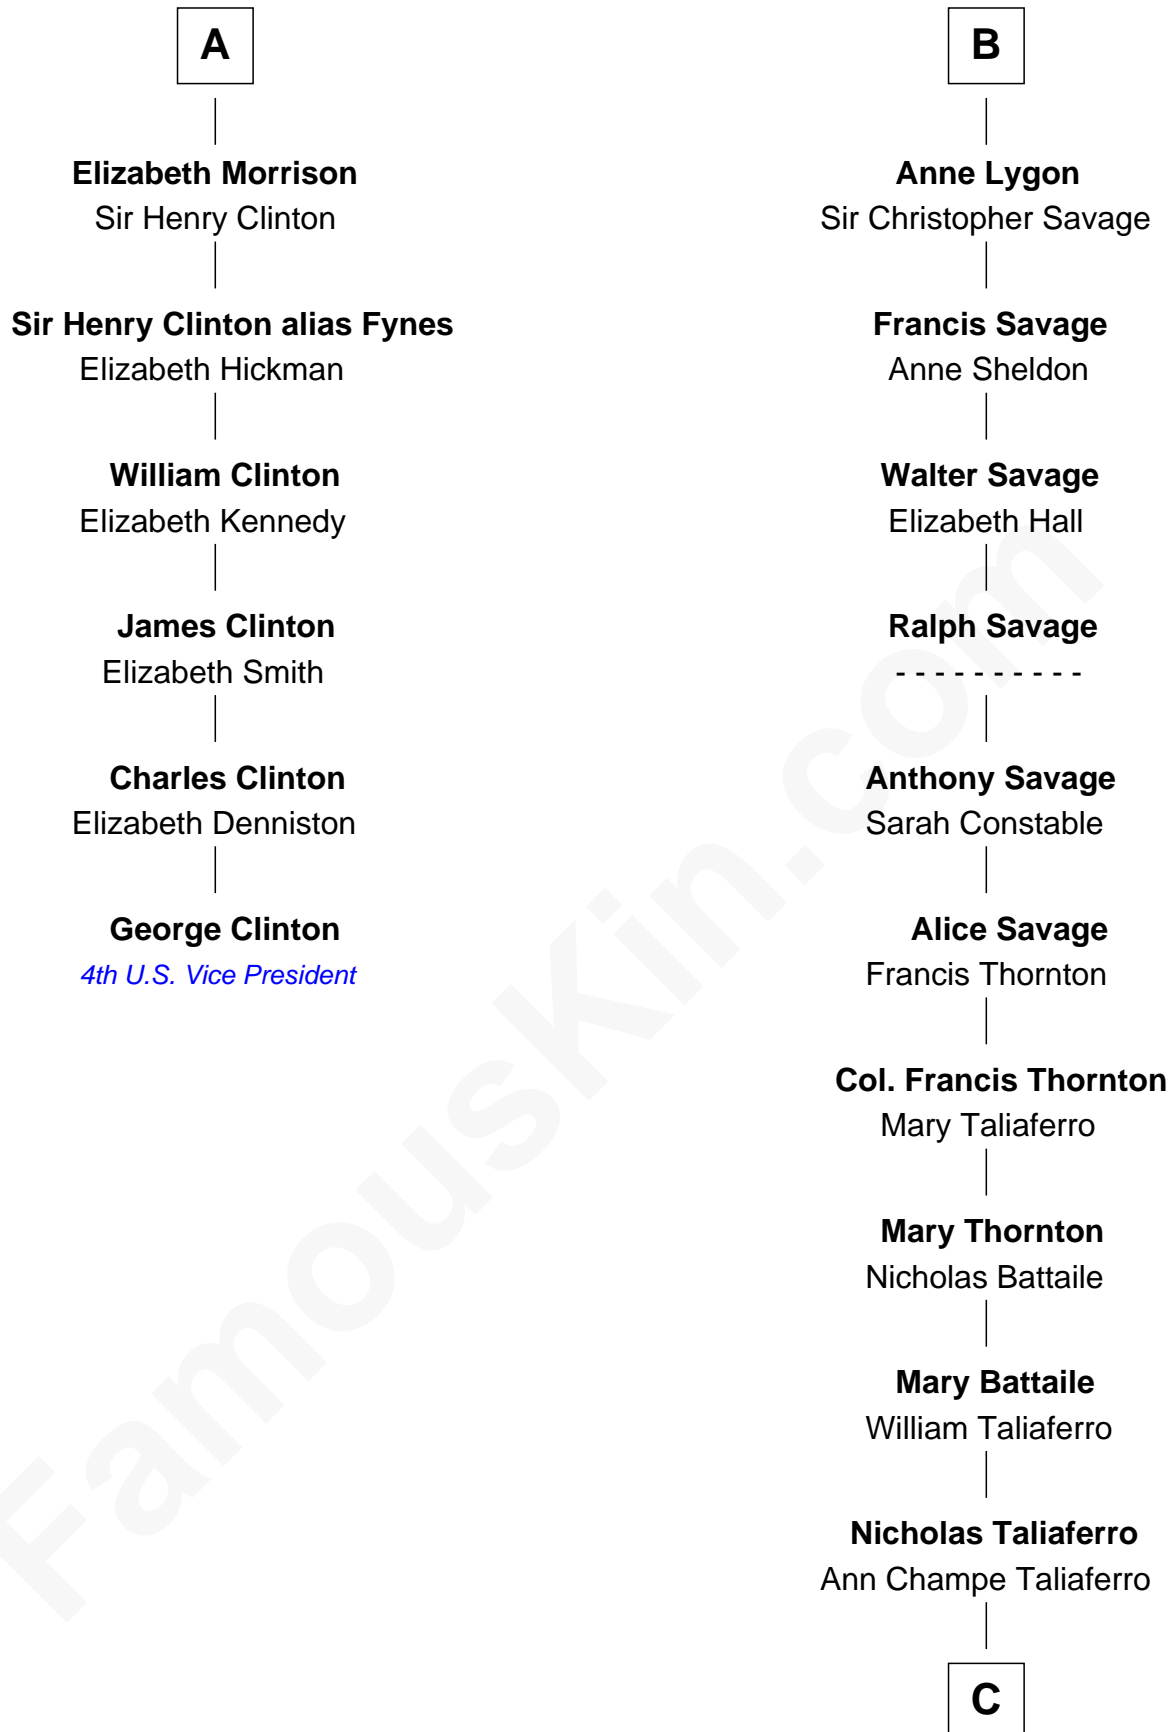 A
Elizabeth Morrison
Sir Henry Clinton
Sir Henry Clinton alias Fynes
Elizabeth Hickman
William Clinton
Elizabeth Kennedy
James Clinton
Elizabeth Smith
Charles Clinton
Elizabeth Denniston
George Clinton
4th U.S. Vice President
B
Anne Lygon
Sir Christopher Savage
Francis Savage
Anne Sheldon
Walter Savage
Elizabeth Hall
Ralph Savage
- - - - - - - - - -
Anthony Savage
Sarah Constable
Alice Savage
Francis Thornton
Col. Francis Thornton
Mary Taliaferro
Mary Thornton
Nicholas Battaile
Mary Battaile
William Taliaferro
Nicholas Taliaferro
Ann Champe Taliaferro
C
FamousKin.com